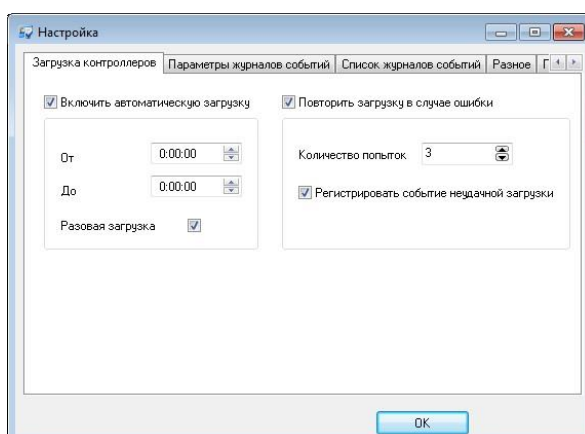 Настройка
Загрузка контроллеров Параметры журналов событий Список журналов событий Разное
Включить автоматическую загрузку
Повторить загрузку в случае ошибки
От 0:00:00
До 0:00:00
Разовая загрузка
Количество попыток 3
Регистрировать событие неудачной загрузки
OK